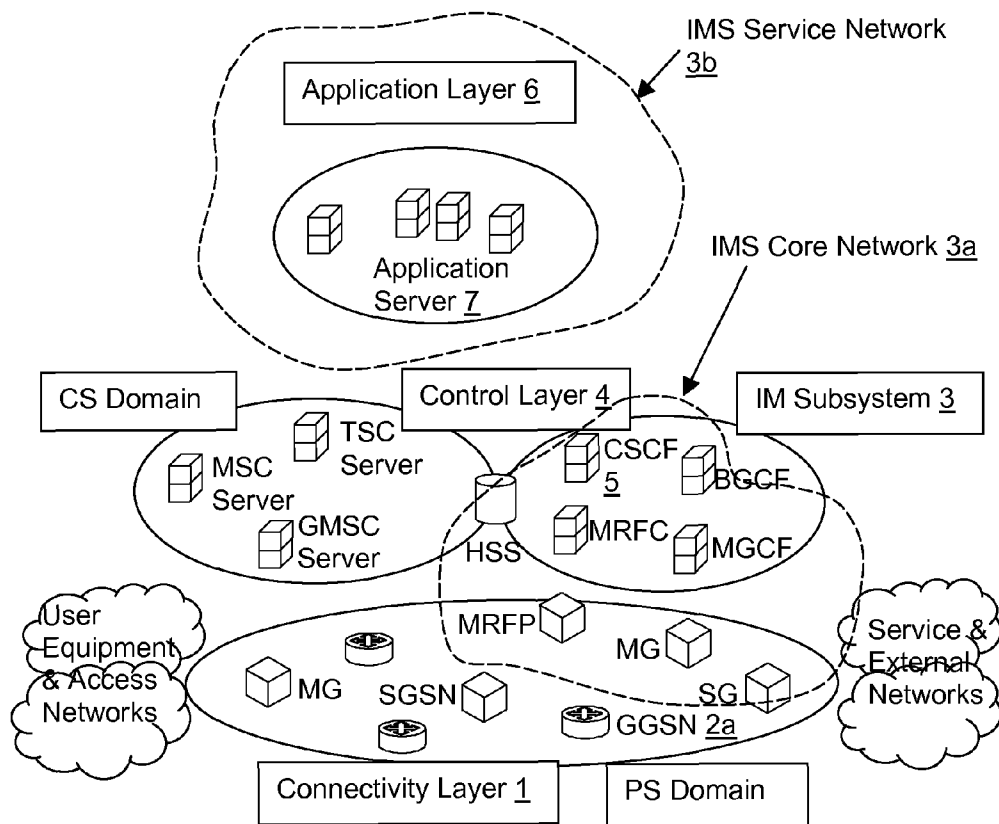 IMS Service Network
3b
Application Layer 6
IMS Core Network 3a
Application
Server 7
CS Domain
Control Layer 4
IM Subsystem 3
TSC
Server
MSC
Server
GMSC
Server
HSS
CSCF
5
BGCF
MRFC
MGCF
User
Equipment
& Access
Networks
MRFP
MG
MG
SGSN
SG
GGSN 2a
Service &
External
Networks
Connectivity Layer 1
PS Domain